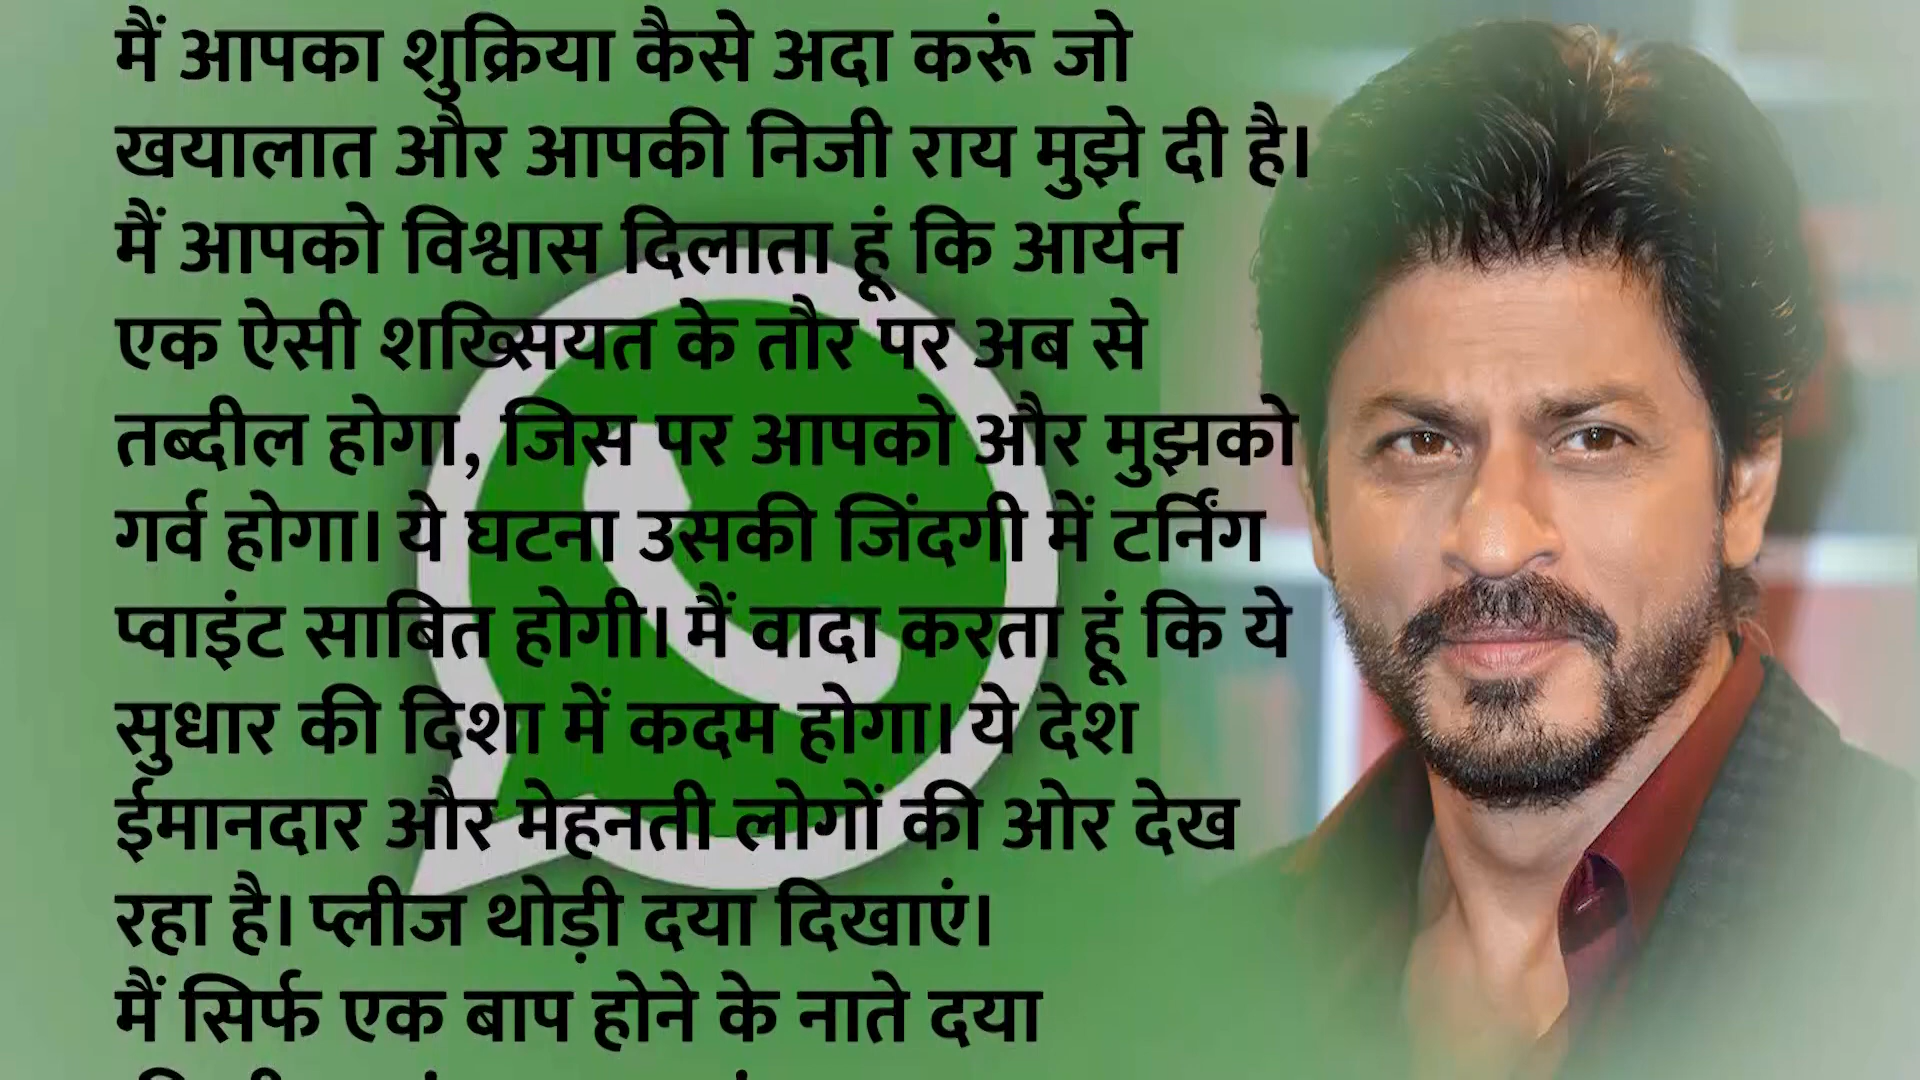 मैं आपका शुक्रिया कैसे अदा करूं जो
खयालात और आपकी निजी राय मुझे दी है।
मैं आपको विश्वास दिलाता हूं कि आर्यन
एक ऐसी शख्सियत के तौर पर अब से
तब्दील होगा, जिस पर आपको और मुझको
गर्व होगा। ये घटना उसकी जिंदगी में टर्निंग
प्वाइंट साबित होगी। मैं वादा करता हूं कि ये
सुधार की दिशा में कदम होगा। ये देश
ईमानदार और मेहनती लोगों की ओर देख
रहा है। प्लीज थोड़ी दया दिखाएं।
मैं सिर्फ एक बाप होने के नाते दया